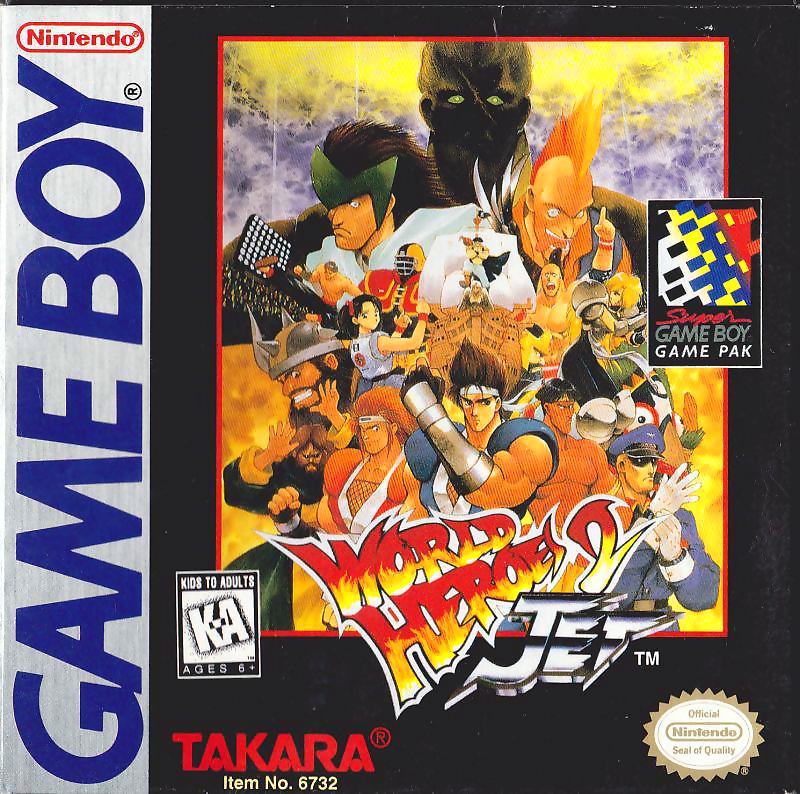 Nintendo®
GAME BOY®
Super
GAME BOY
GAME PAK
WORLD
HEROES 2
JET™
KIDS TO ADULTS
K-A
™
AGES 6+
TAKARA®
Item No. 6732
Official
Nintendo
Seal of Quality
®